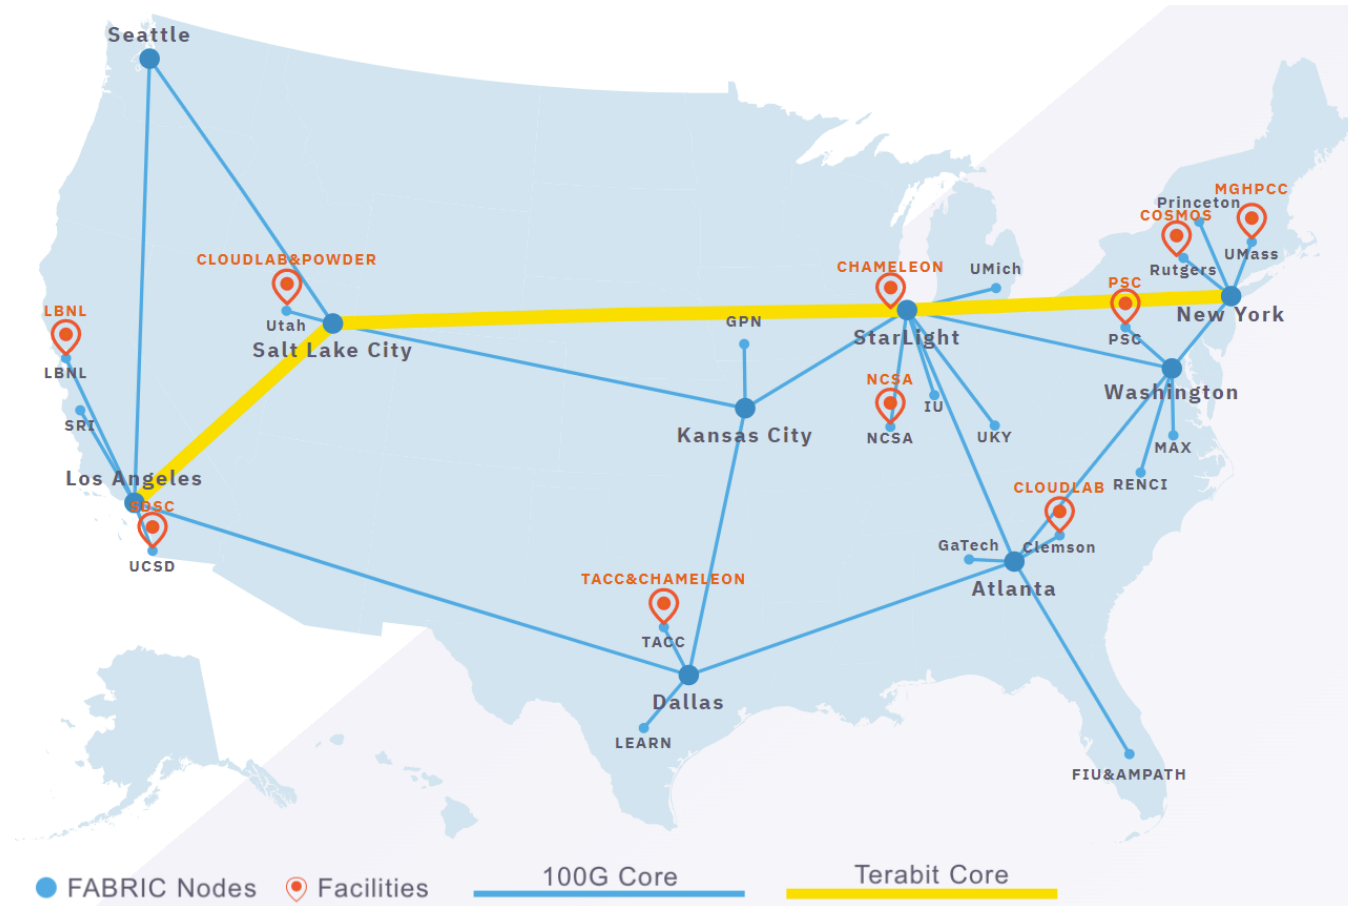 Seattle
MGHPCC
Princeton
COSMOS
UMass
Rutgers
CLOUDLAB&POWDER
CHAMELEON
UMich
PSC
LBNL
New York
GPN
Utah
StarLight
PSC
Salt Lake City
LBNL
NCSA
Washington
IU
SRI
Kansas City
NCSA
UKY
MAX
Los Angeles
CLOUDLAB
RENCI
SDSC
GaTech
Clemson
UCSD
TACC&CHAMELEON
Atlanta
TACC
Dallas
LEARN
FIU&AMPATH
FABRIC Nodes
Facilities
100G Core
Terabit Core